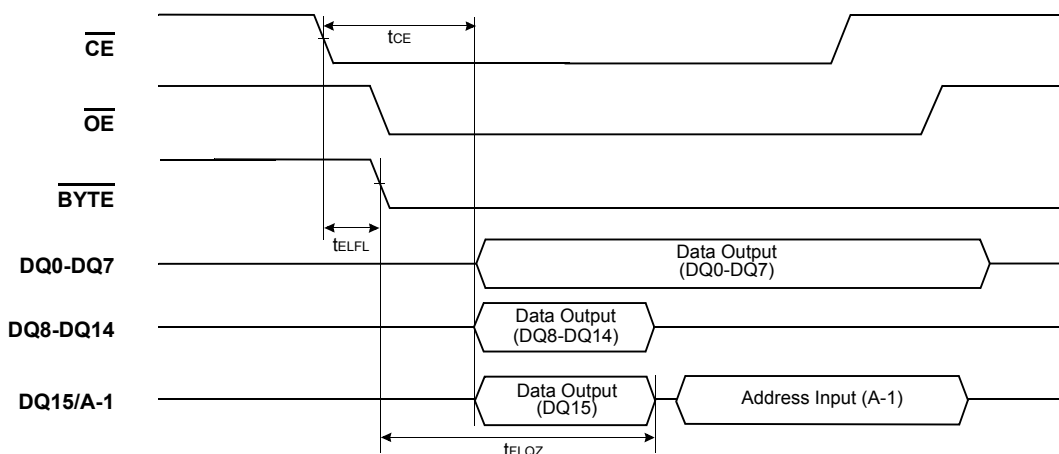 tCE
CE
OE
BYTE
tELFL
DQ0-DQ7
Data Output
(DQ0-DQ7)
DQ8-DQ14
Data Output
(DQ8-DQ14)
DQ15/A-1
Data Output
(DQ15)
Address Input (A-1)
tFLQZ